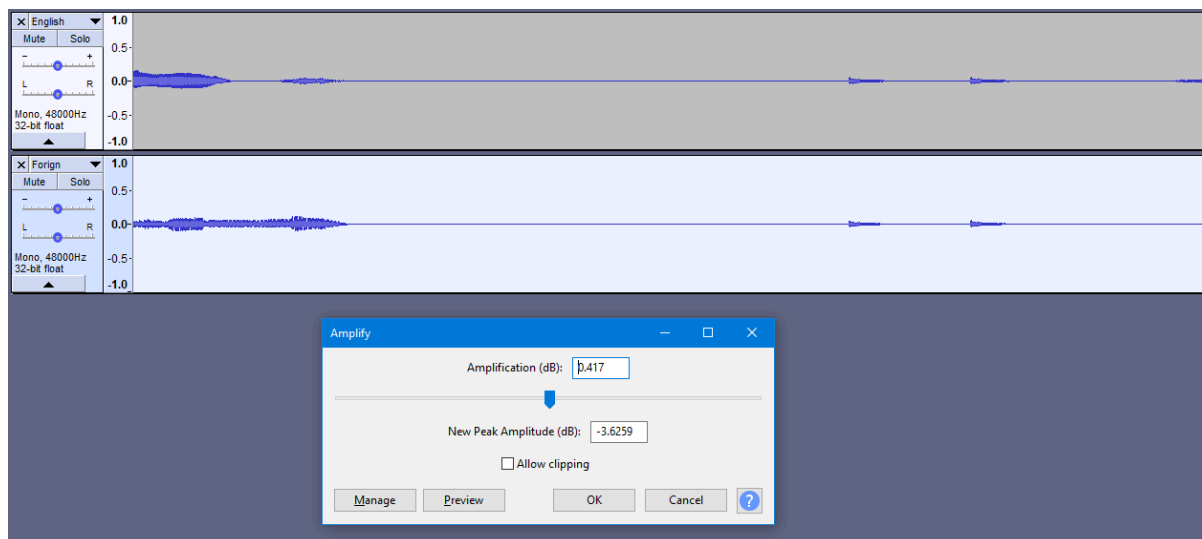 × English ▼ 1.0
Mute Solo
0.5-
- +
0.0-
L R
Mono, 48000Hz -0.5-
32-bit float
▲ -1.0
× Forign ▼ 1.0
Mute Solo
0.5-
- +
0.0-
L R
Mono, 48000Hz -0.5-
32-bit float
▲ -1.0
Amplify
Amplification (dB): 0.417
New Peak Amplitude (dB): -3.6259
Allow clipping
Manage Preview OK Cancel ?